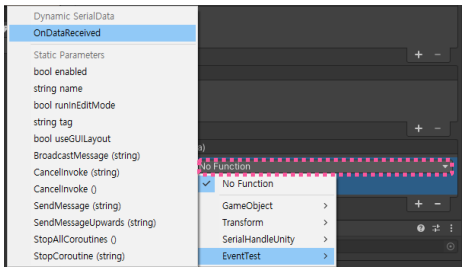 Dynamic SerialData
OnDataReceived
Static Parameters
bool enabled
string name
bool runInEditMode
string tag
bool useGUILayout
BroadcastMessage (string)
CancelInvoke (string)
CancelInvoke ()
SendMessage (string)
SendMessageUpwards (string)
StopAllCoroutines ()
StopCoroutine (string)
a)
No Function
No Function
GameObject
Transform
SerialHandleUnity
EventTest